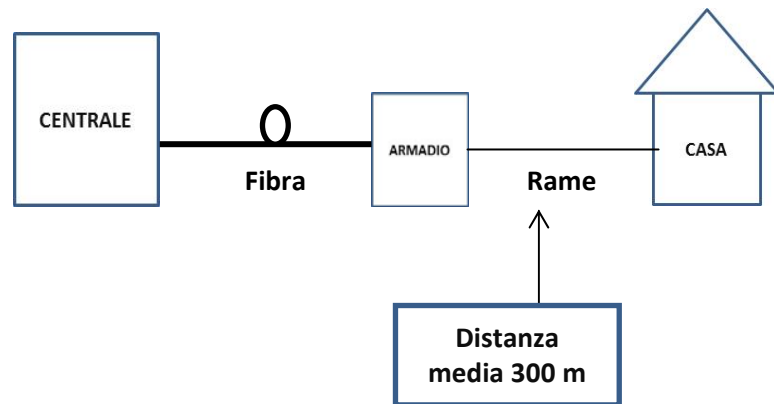 CENTRALE
ARMADIO
CASA
Fibra
Rame
Distanza
media 300 m